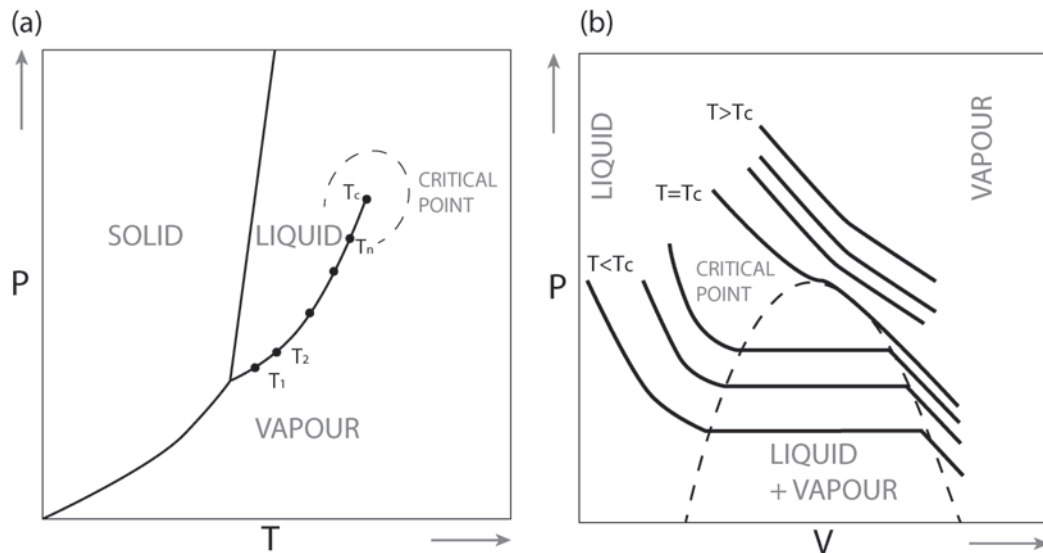 (a)
P
SOLID
LIQUID
VAPOUR
CRITICAL
POINT
Tc
Tn
T2
T1
T
(b)
P
LIQUID
VAPOUR
T>Tc
T=Tc
T<Tc
CRITICAL
POINT
LIQUID
+ VAPOUR
V